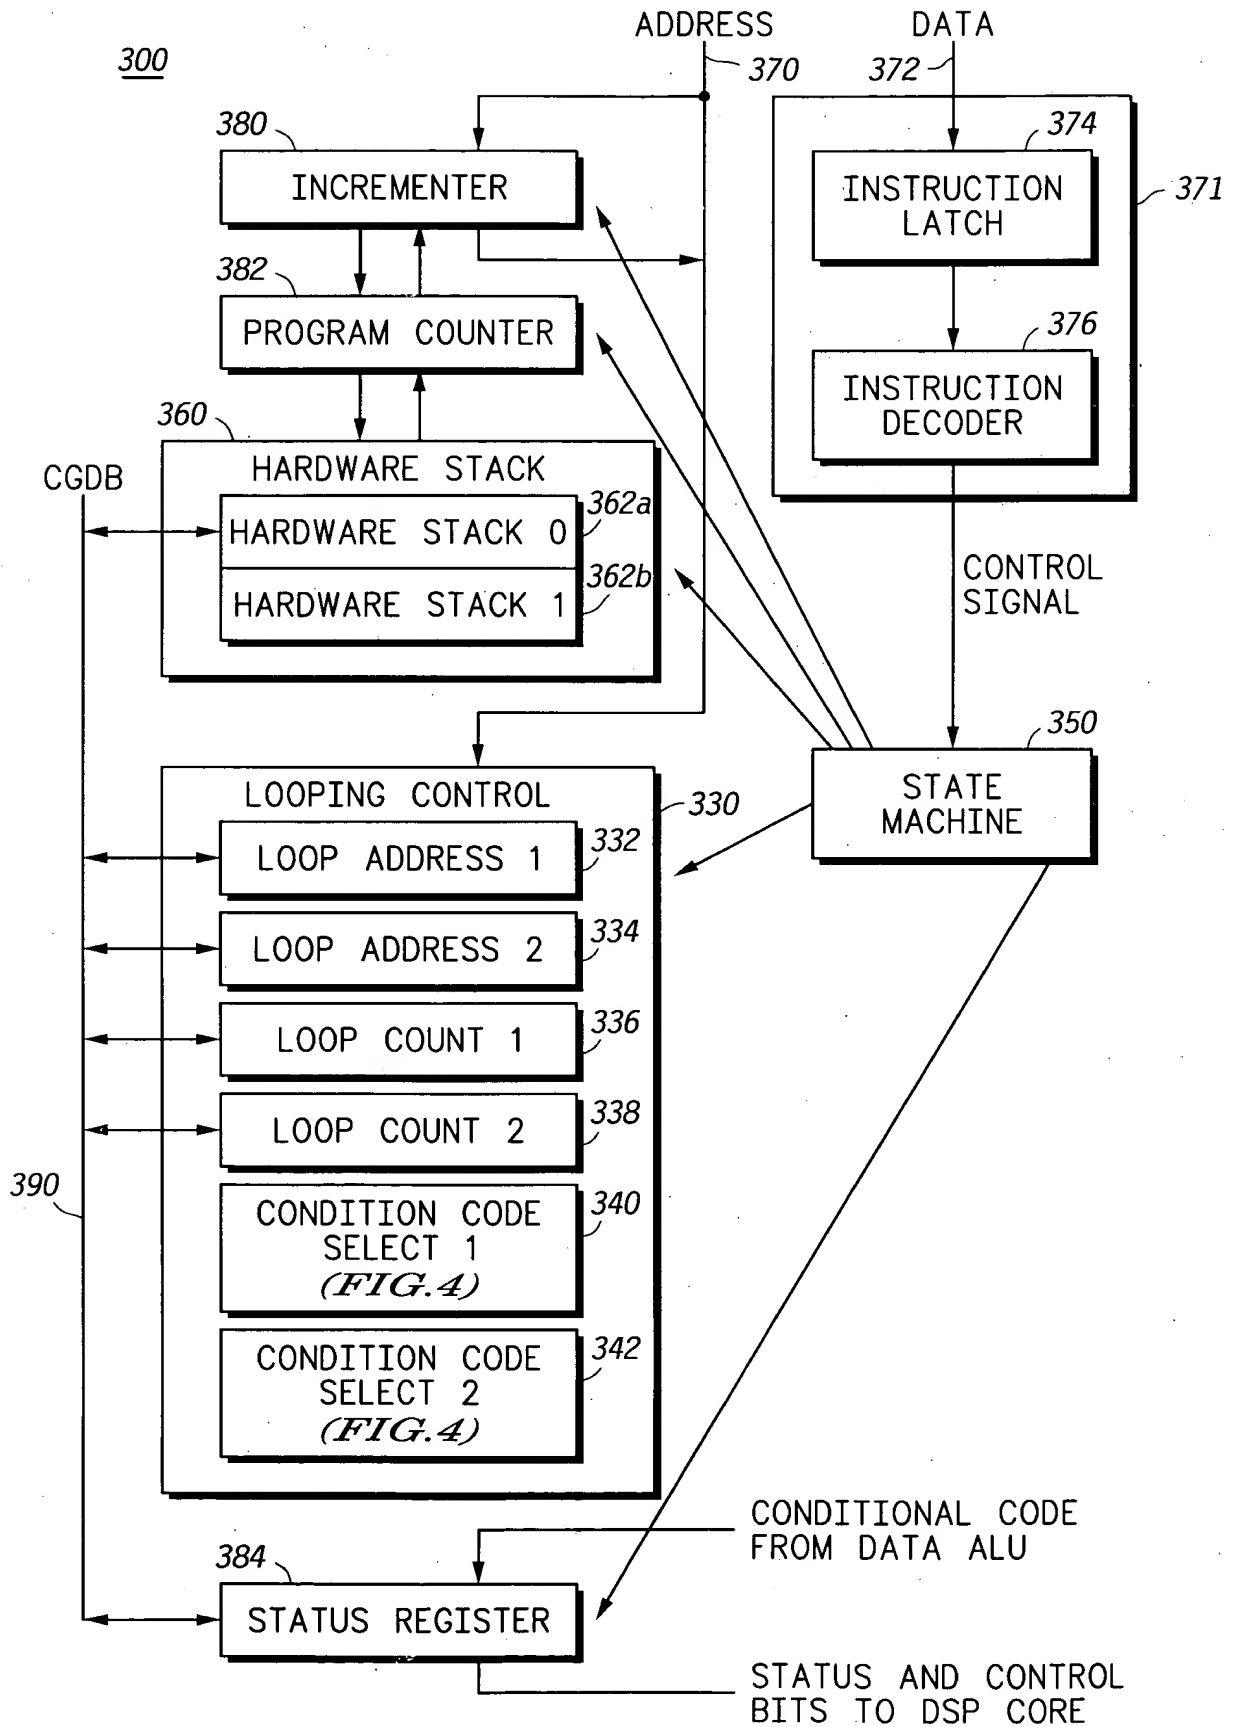 ADDRESS
DATA
300
370
372
380
374
INCREMENTER
INSTRUCTION
LATCH
371
382
376
PROGRAM COUNTER
INSTRUCTION
DECODER
360
HARDWARE STACK
CGDB
362a
HARDWARE STACK 0
362b
HARDWARE STACK 1
CONTROL
SIGNAL
350
STATE
MACHINE
LOOPING CONTROL
330
332
LOOP ADDRESS 1
334
LOOP ADDRESS 2
336
LOOP COUNT 1
338
LOOP COUNT 2
390
340
CONDITION CODE
SELECT 1
(FIG.4)
342
CONDITION CODE
SELECT 2
(FIG.4)
CONDITIONAL CODE
FROM DATA ALU
384
STATUS REGISTER
STATUS AND CONTROL
BITS TO DSP CORE